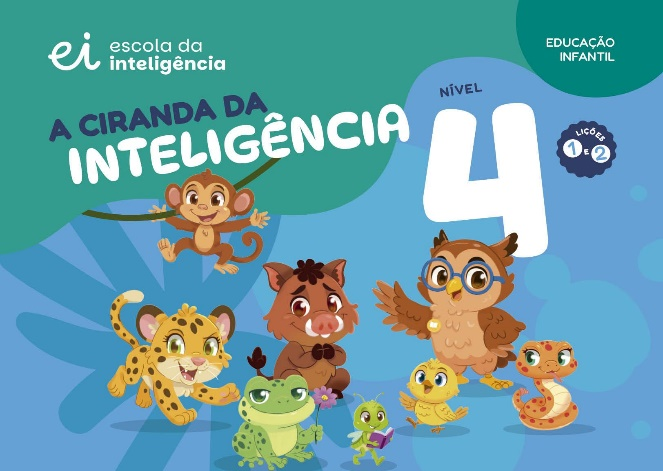 ei escola da
inteligência
EDUCAÇÃO
INFANTIL
A CIRANDA DA
INTELIGÊNCIA
NÍVEL
4
LIÇÕES
1 E 2